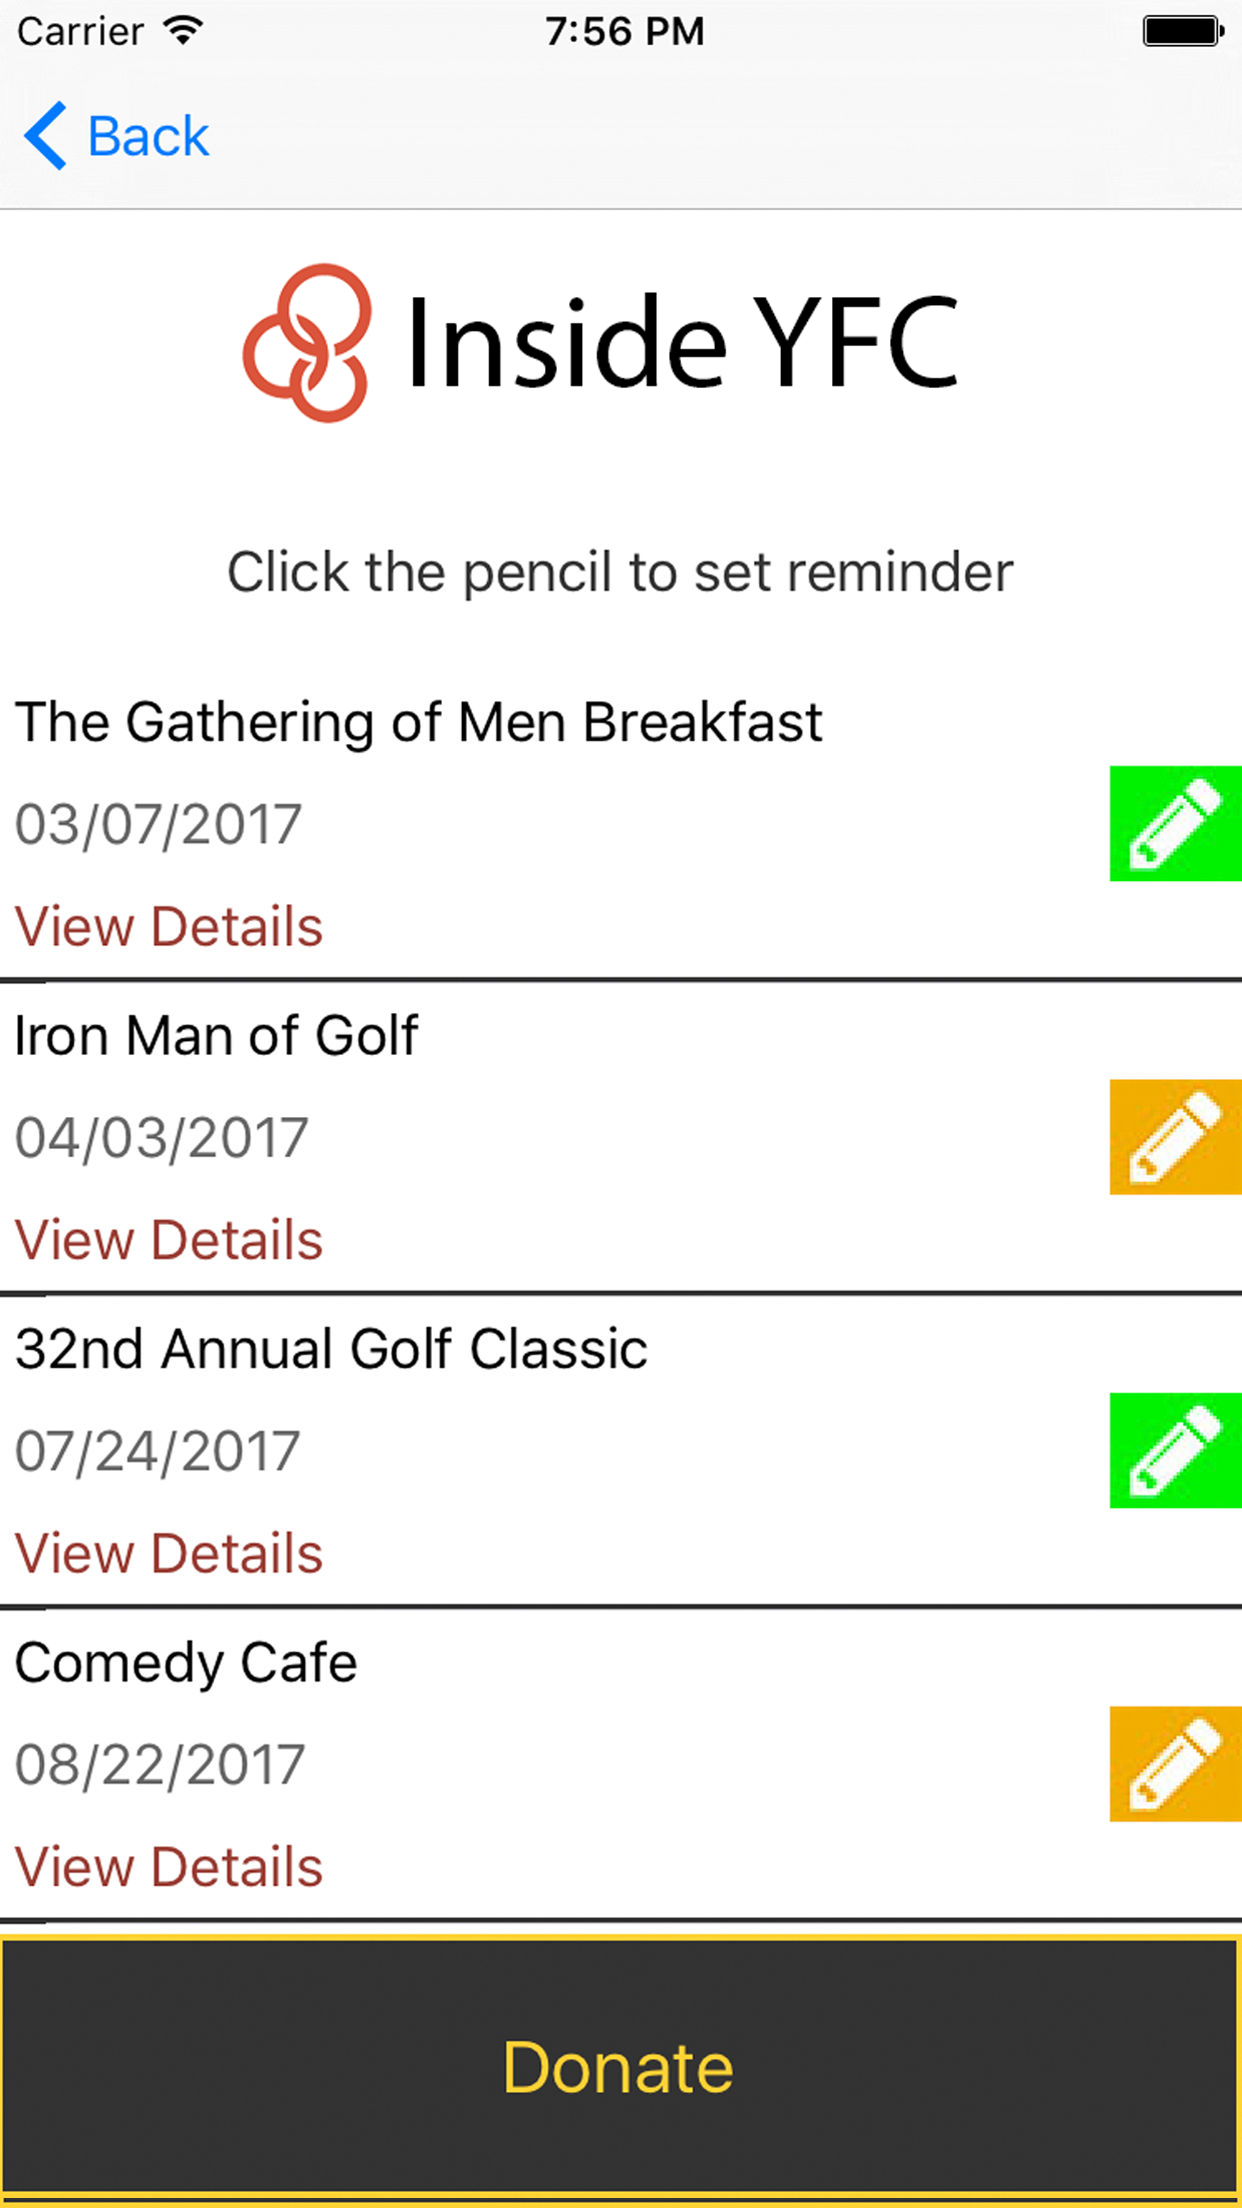 Carrier 7:56 PM
Back
Inside YFC
Click the pencil to set reminder
The Gathering of Men Breakfast
03/07/2017
View Details
Iron Man of Golf
04/03/2017
View Details
32nd Annual Golf Classic
07/24/2017
View Details
Comedy Cafe
08/22/2017
View Details
Donate